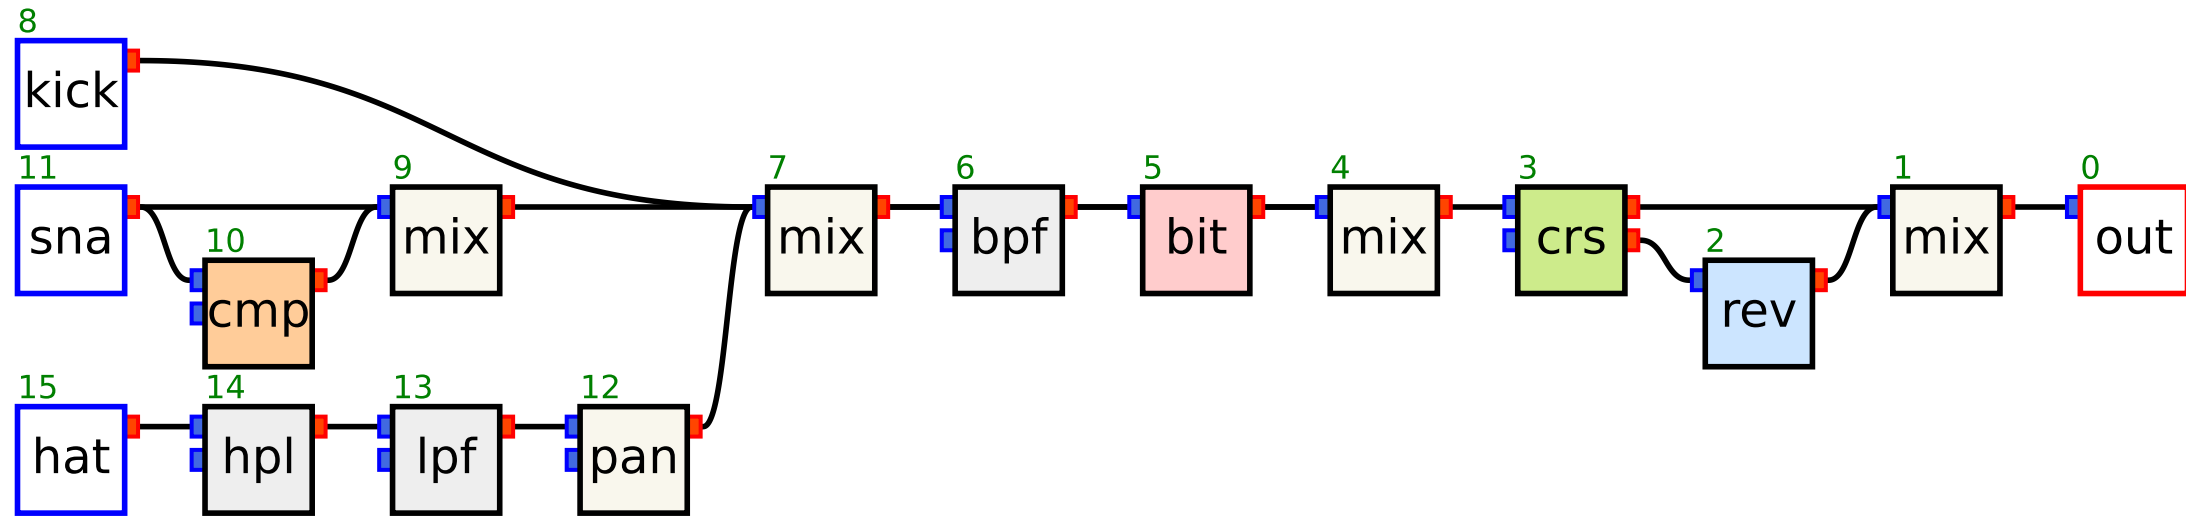 8
kick
11
sna
10
cmp
9
mix
7
mix
6
bpf
5
bit
4
mix
3
crs
2
rev
1
mix
0
out
15
hat
14
hpl
13
lpf
12
pan